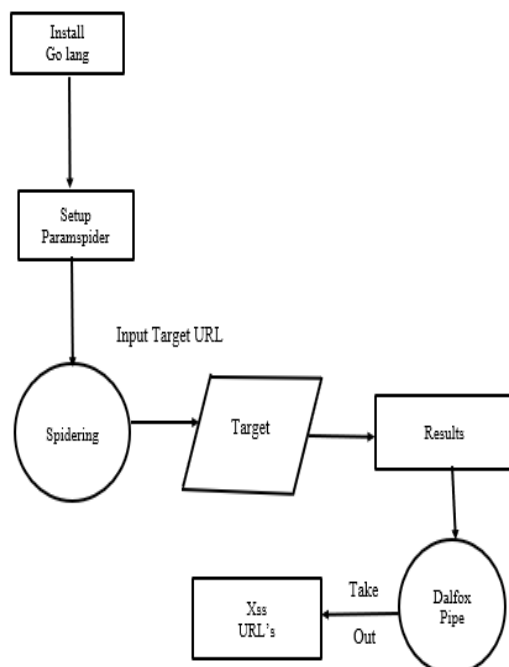 Install
Go lang
Setup
Paramspider
Input Target URL
Spidering
Target
Results
Dalfox
Pipe
Take
Out
Xss
URL's